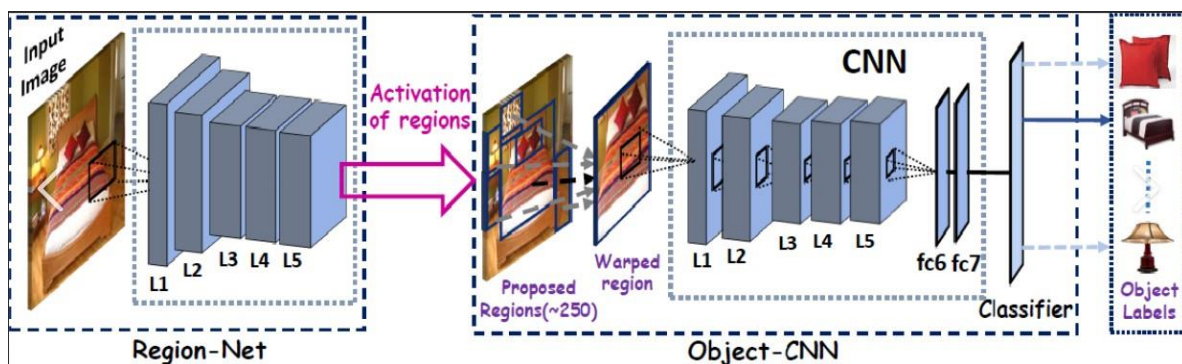 Input
Image
L1
L2
L3
L4
L5
Region-Net
Activation
of regions
Proposed
Regions(~250)
Warped
region
CNN
L1
L2
L3
L4
L5
fc6
fc7
Classifier
Object-CNN
Object
Labels